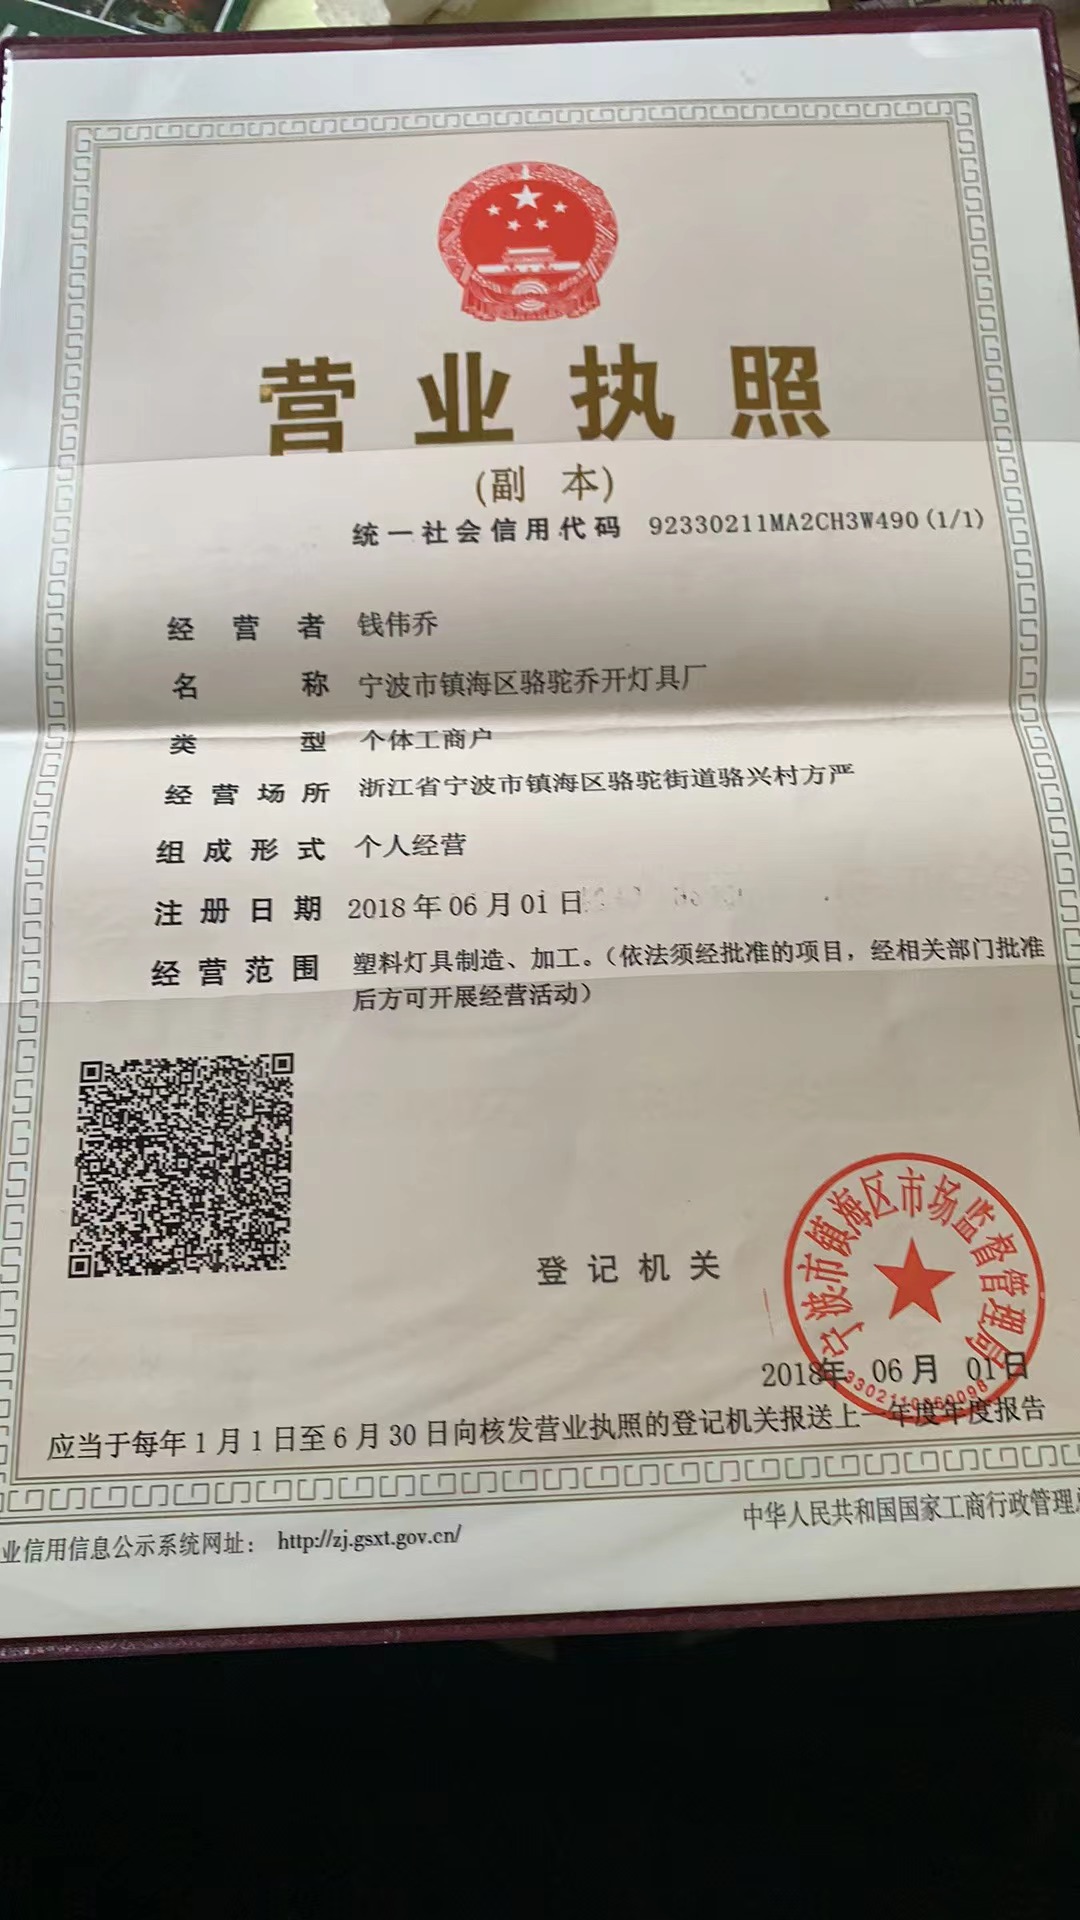 营业执照
(副 本)
统一社会信用代码 92330211MA2CH3W490(1/1)
经营者 钱伟乔
名称 宁波市镇海区骆驼乔开灯具厂
类型 个体工商户
经营场所 浙江省宁波市镇海区骆驼街道骆兴村方严
组成形式 个人经营
注册日期 2018年06月01日
经营范围 塑料灯具制造、加工。（依法须经批准的项目，经相关部门批准
后方可开展经营活动）
登记机关
宁波市镇海区市场监督管理局
2018年 06月 01日
应当于每年1月1日至6月30日向核发营业执照的登记机关报送上一年度年度报告
业信用信息公示系统网址： http://zj.gsxt.gov.cn/
中华人民共和国国家工商行政管理